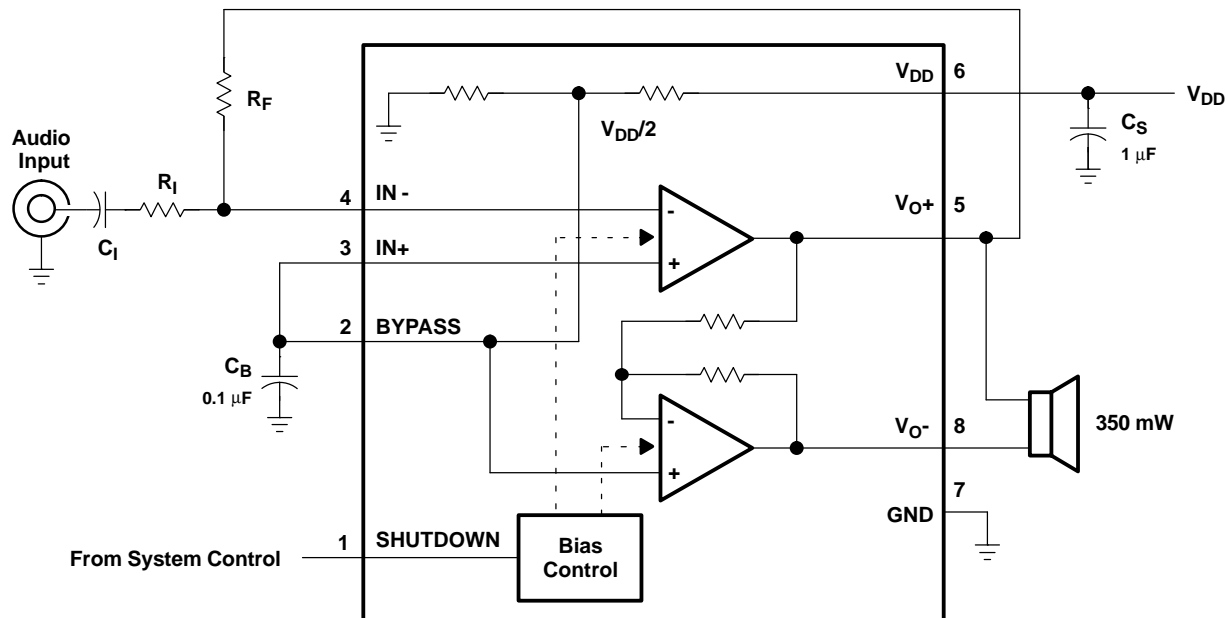 V_DD 6
R_F
V_DD/2
V_DD
C_S
1 μF
Audio
Input
R_I
C_I
4 IN -
-
V_O+ 5
3 IN+
+
2 BYPASS
C_B
0.1 μF
-
+
V_O- 8
350 mW
7
GND
From System Control
1 SHUTDOWN
Bias
Control